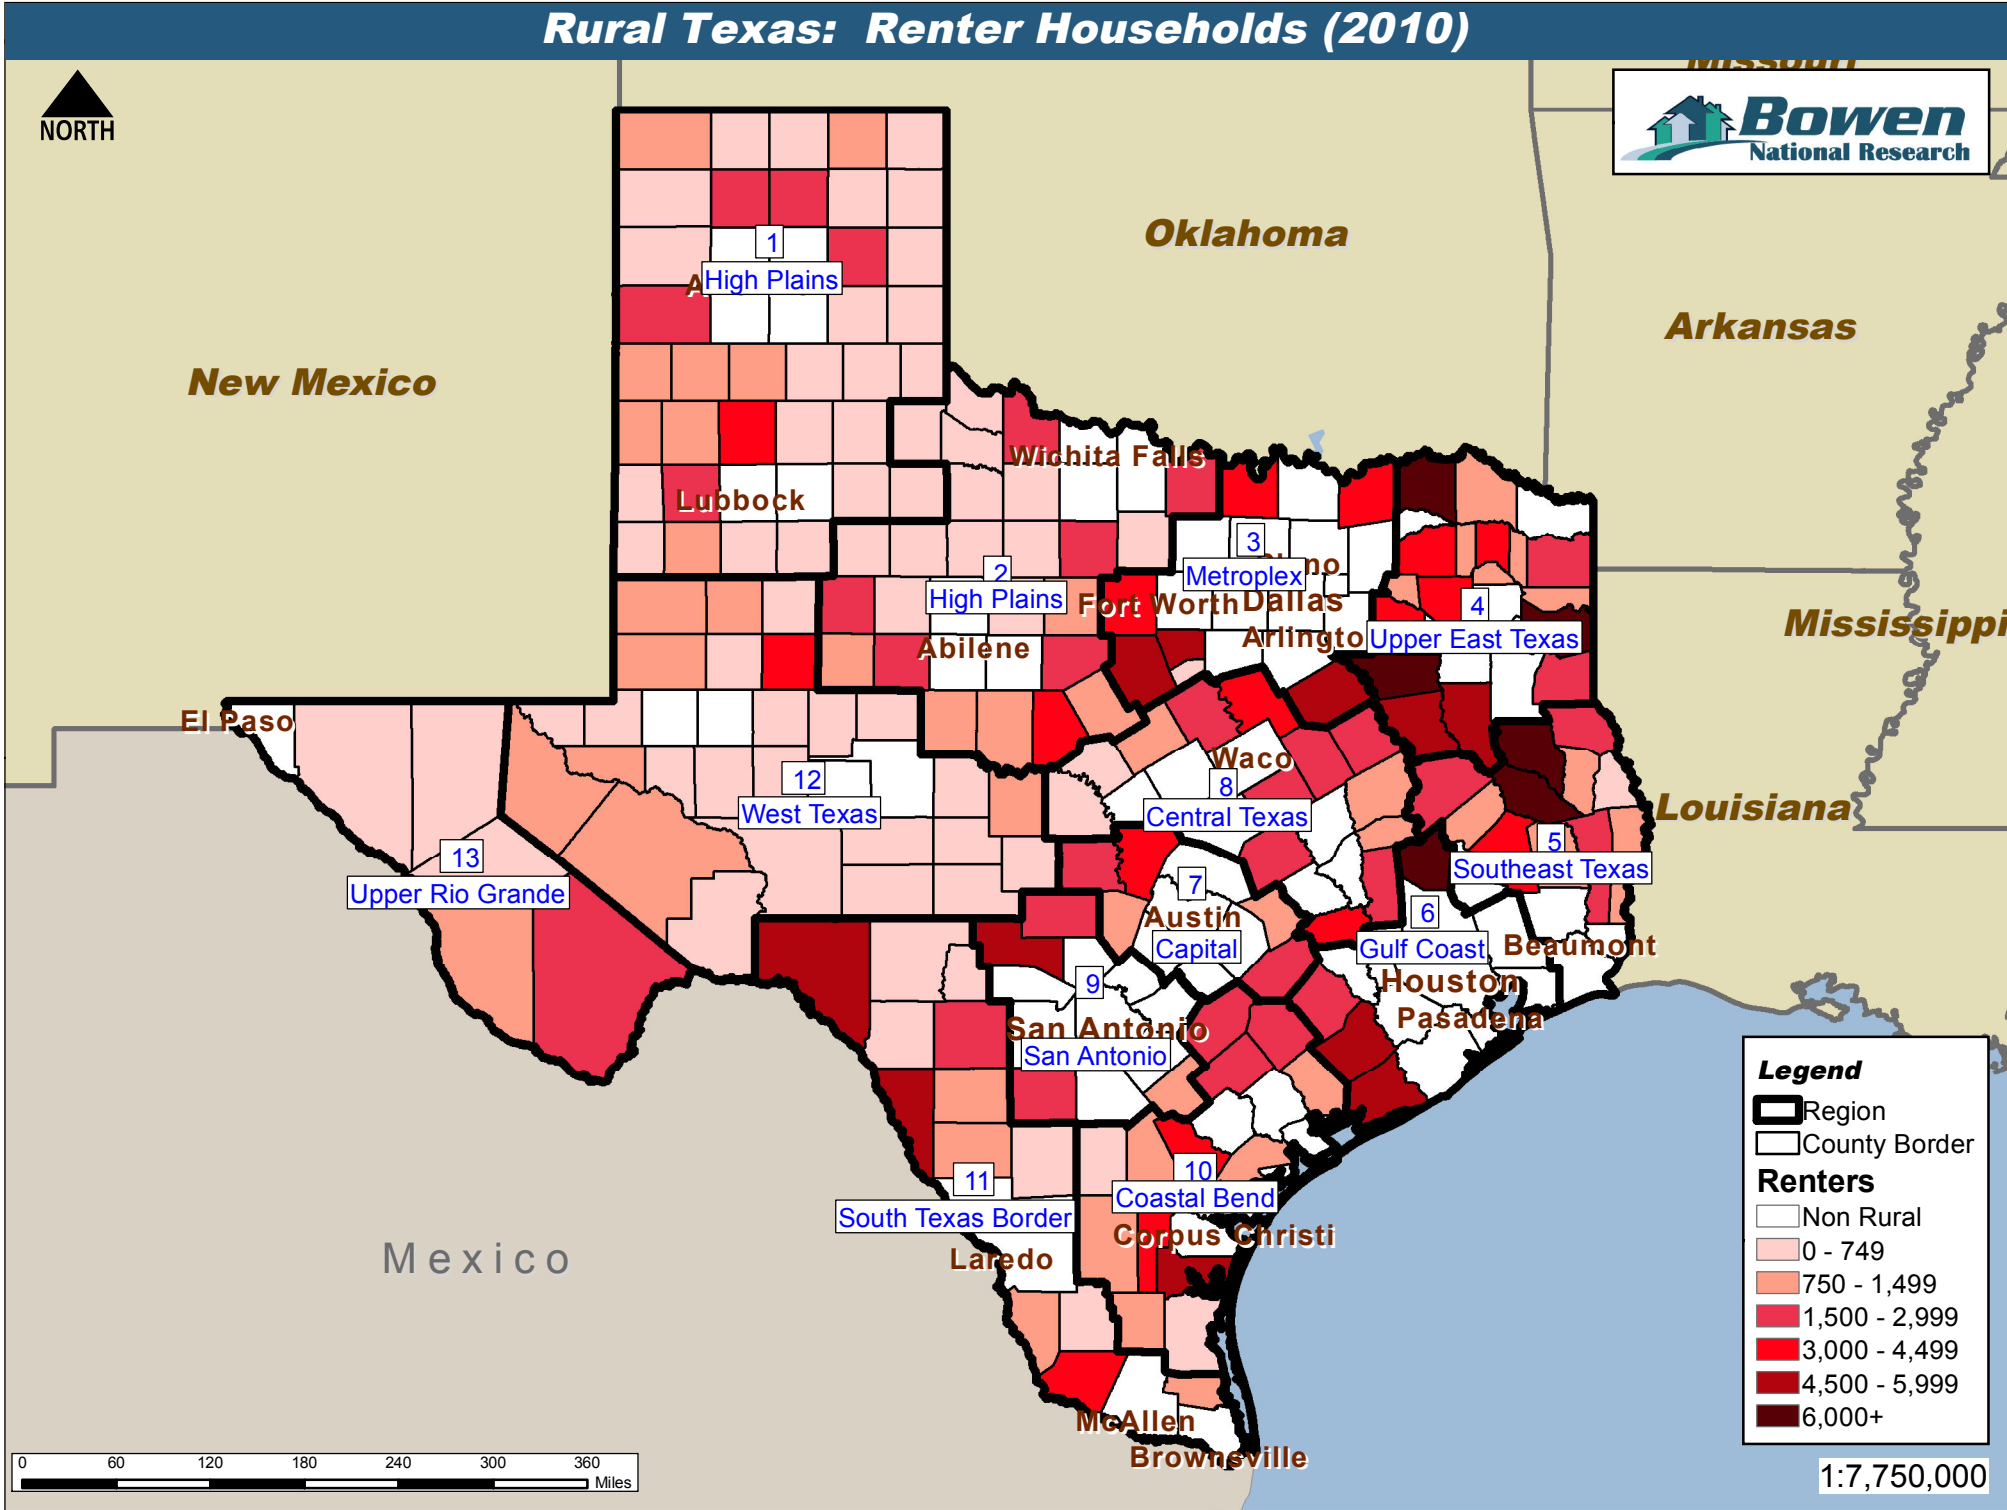 Rural Texas: Renter Households (2010)
Missouri
NORTH
Bowen
National Research
Oklahoma
Arkansas
New Mexico
Mississippi
Louisiana
Mexico
1
High Plains
Lubbock
Wichita Falls
2
High Plains
Abilene
3
Metroplex
Fort Worth
Dallas
Arlingto
4
Upper East Texas
El Paso
Waco
12
West Texas
8
Central Texas
5
Southeast Texas
13
Upper Rio Grande
7
Austin
Capital
6
Gulf Coast
Beaumont
Houston
Pasadena
9
San Antonio
San Antonio
11
South Texas Border
Laredo
10
Coastal Bend
Corpus Christi
McAllen
Brownsville
Legend
Region
County Border
Renters
Non Rural
0 - 749
750 - 1,499
1,500 - 2,999
3,000 - 4,499
4,500 - 5,999
6,000+
0 60 120 180 240 300 360
Miles
1:7,750,000